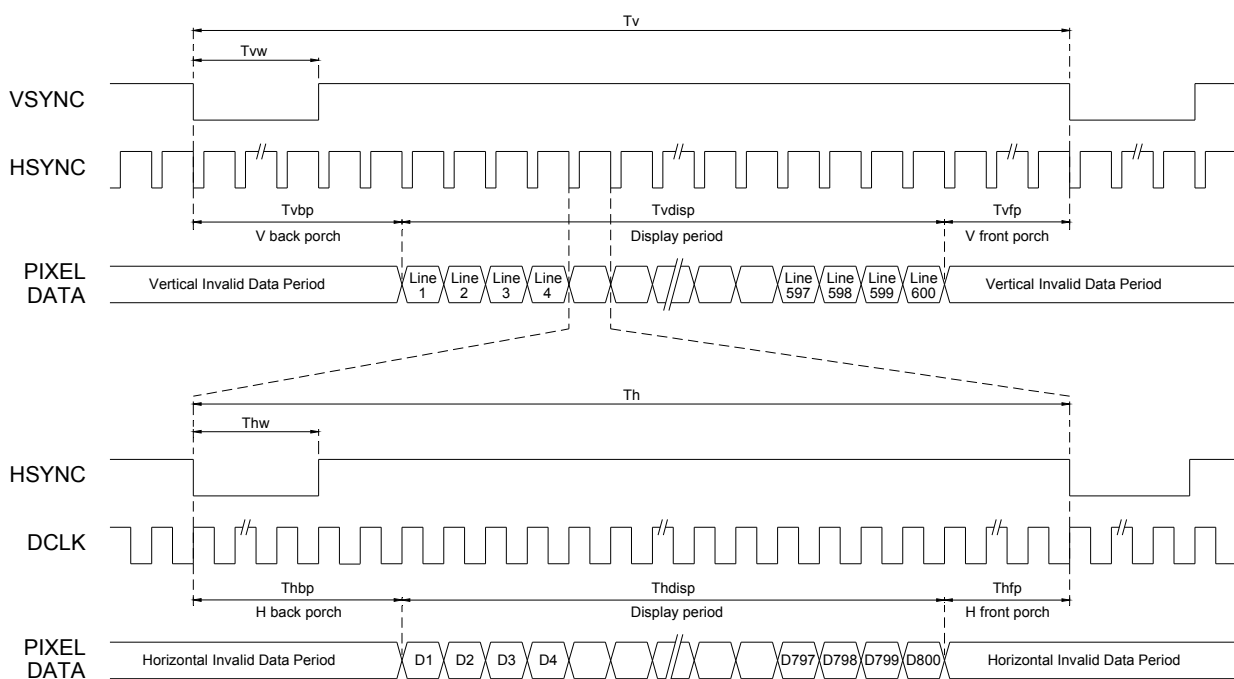 Tv
Tvw
VSYNC
HSYNC
Tvbp Tvdisp Tvfp
V back porch Display period V front porch
PIXEL DATA
Vertical Invalid Data Period
Line 1
Line 2
Line 3
Line 4
Line 597
Line 598
Line 599
Line 600
Vertical Invalid Data Period
Th
Thw
HSYNC
DCLK
Thbp Thdisp Thfp
H back porch Display period H front porch
PIXEL DATA
Horizontal Invalid Data Period D1 D2 D3 D4 D797 D798 D799 D800 Horizontal Invalid Data Period